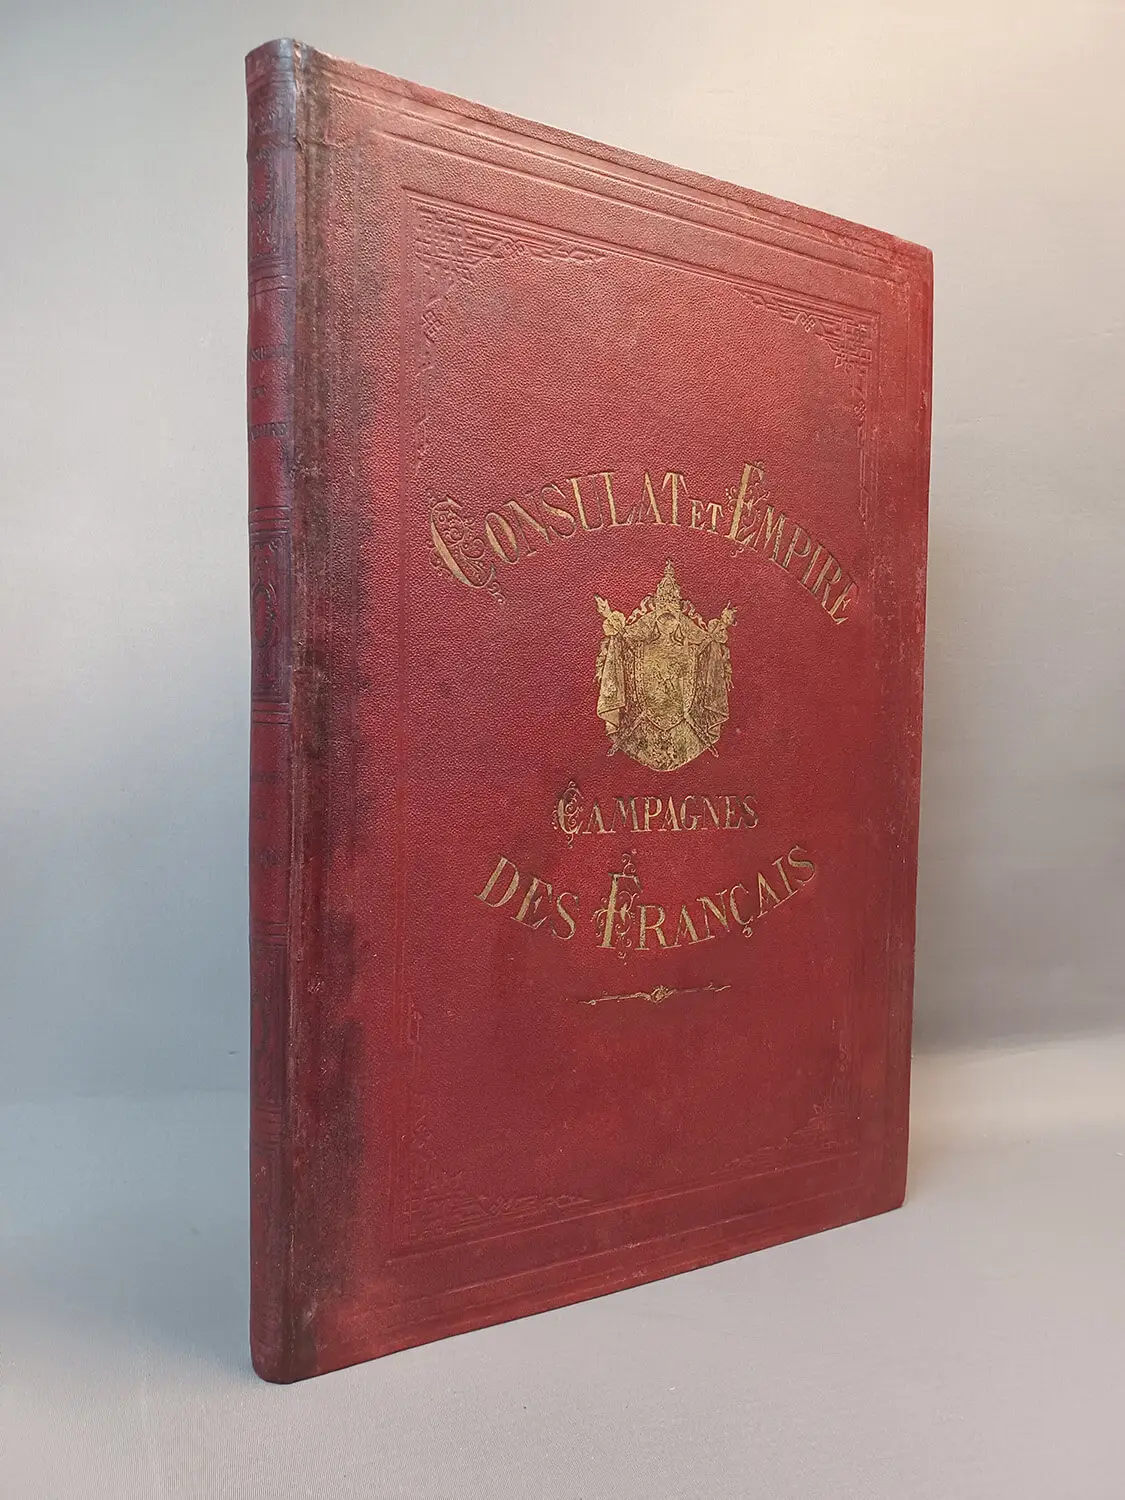 CONSULAT ET EMPIRE
CAMPAGNES
DES FRANÇAIS